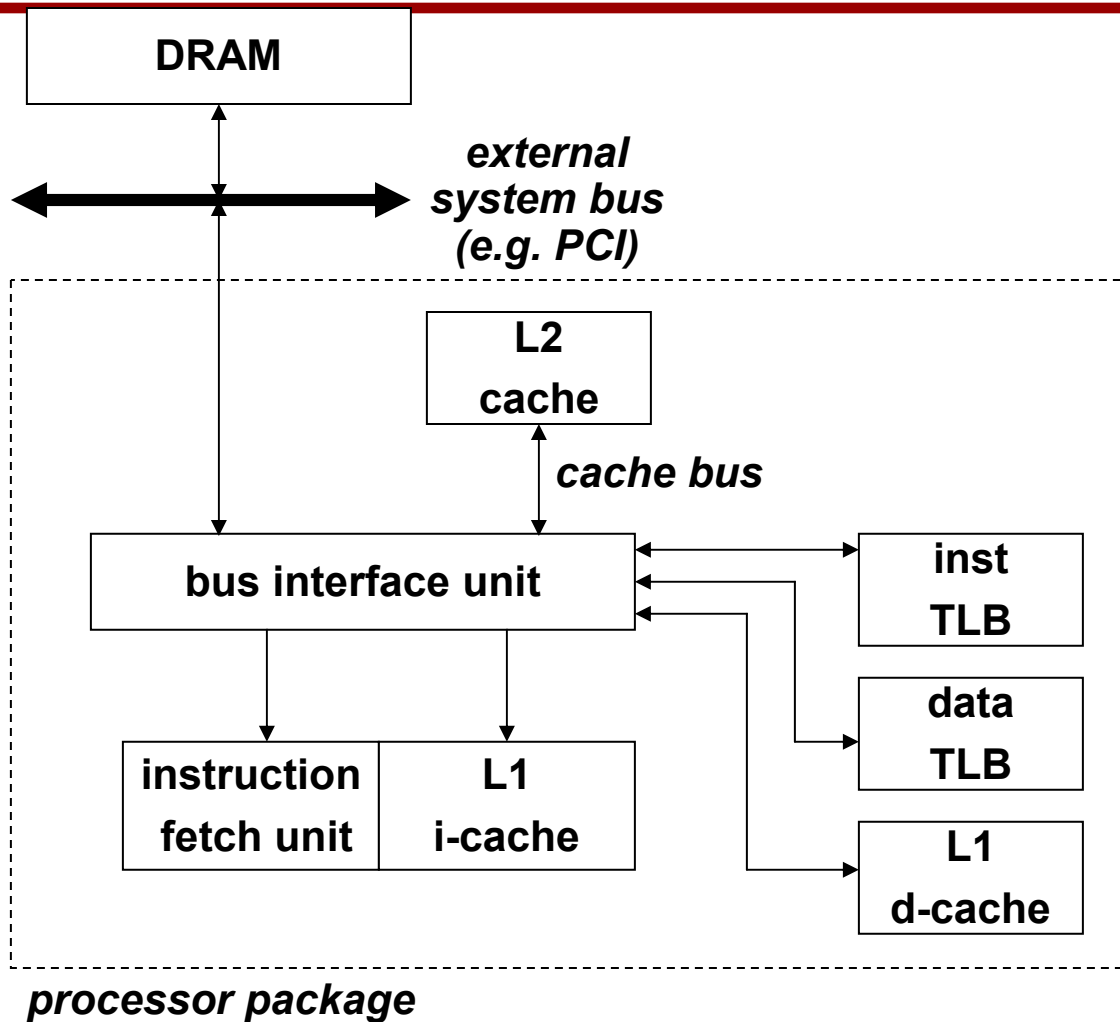 DRAM
external
system bus
(e.g. PCI)
L2
cache
cache bus
bus interface unit
inst
TLB
data
TLB
instruction
fetch unit
L1
i-cache
L1
d-cache
processor package